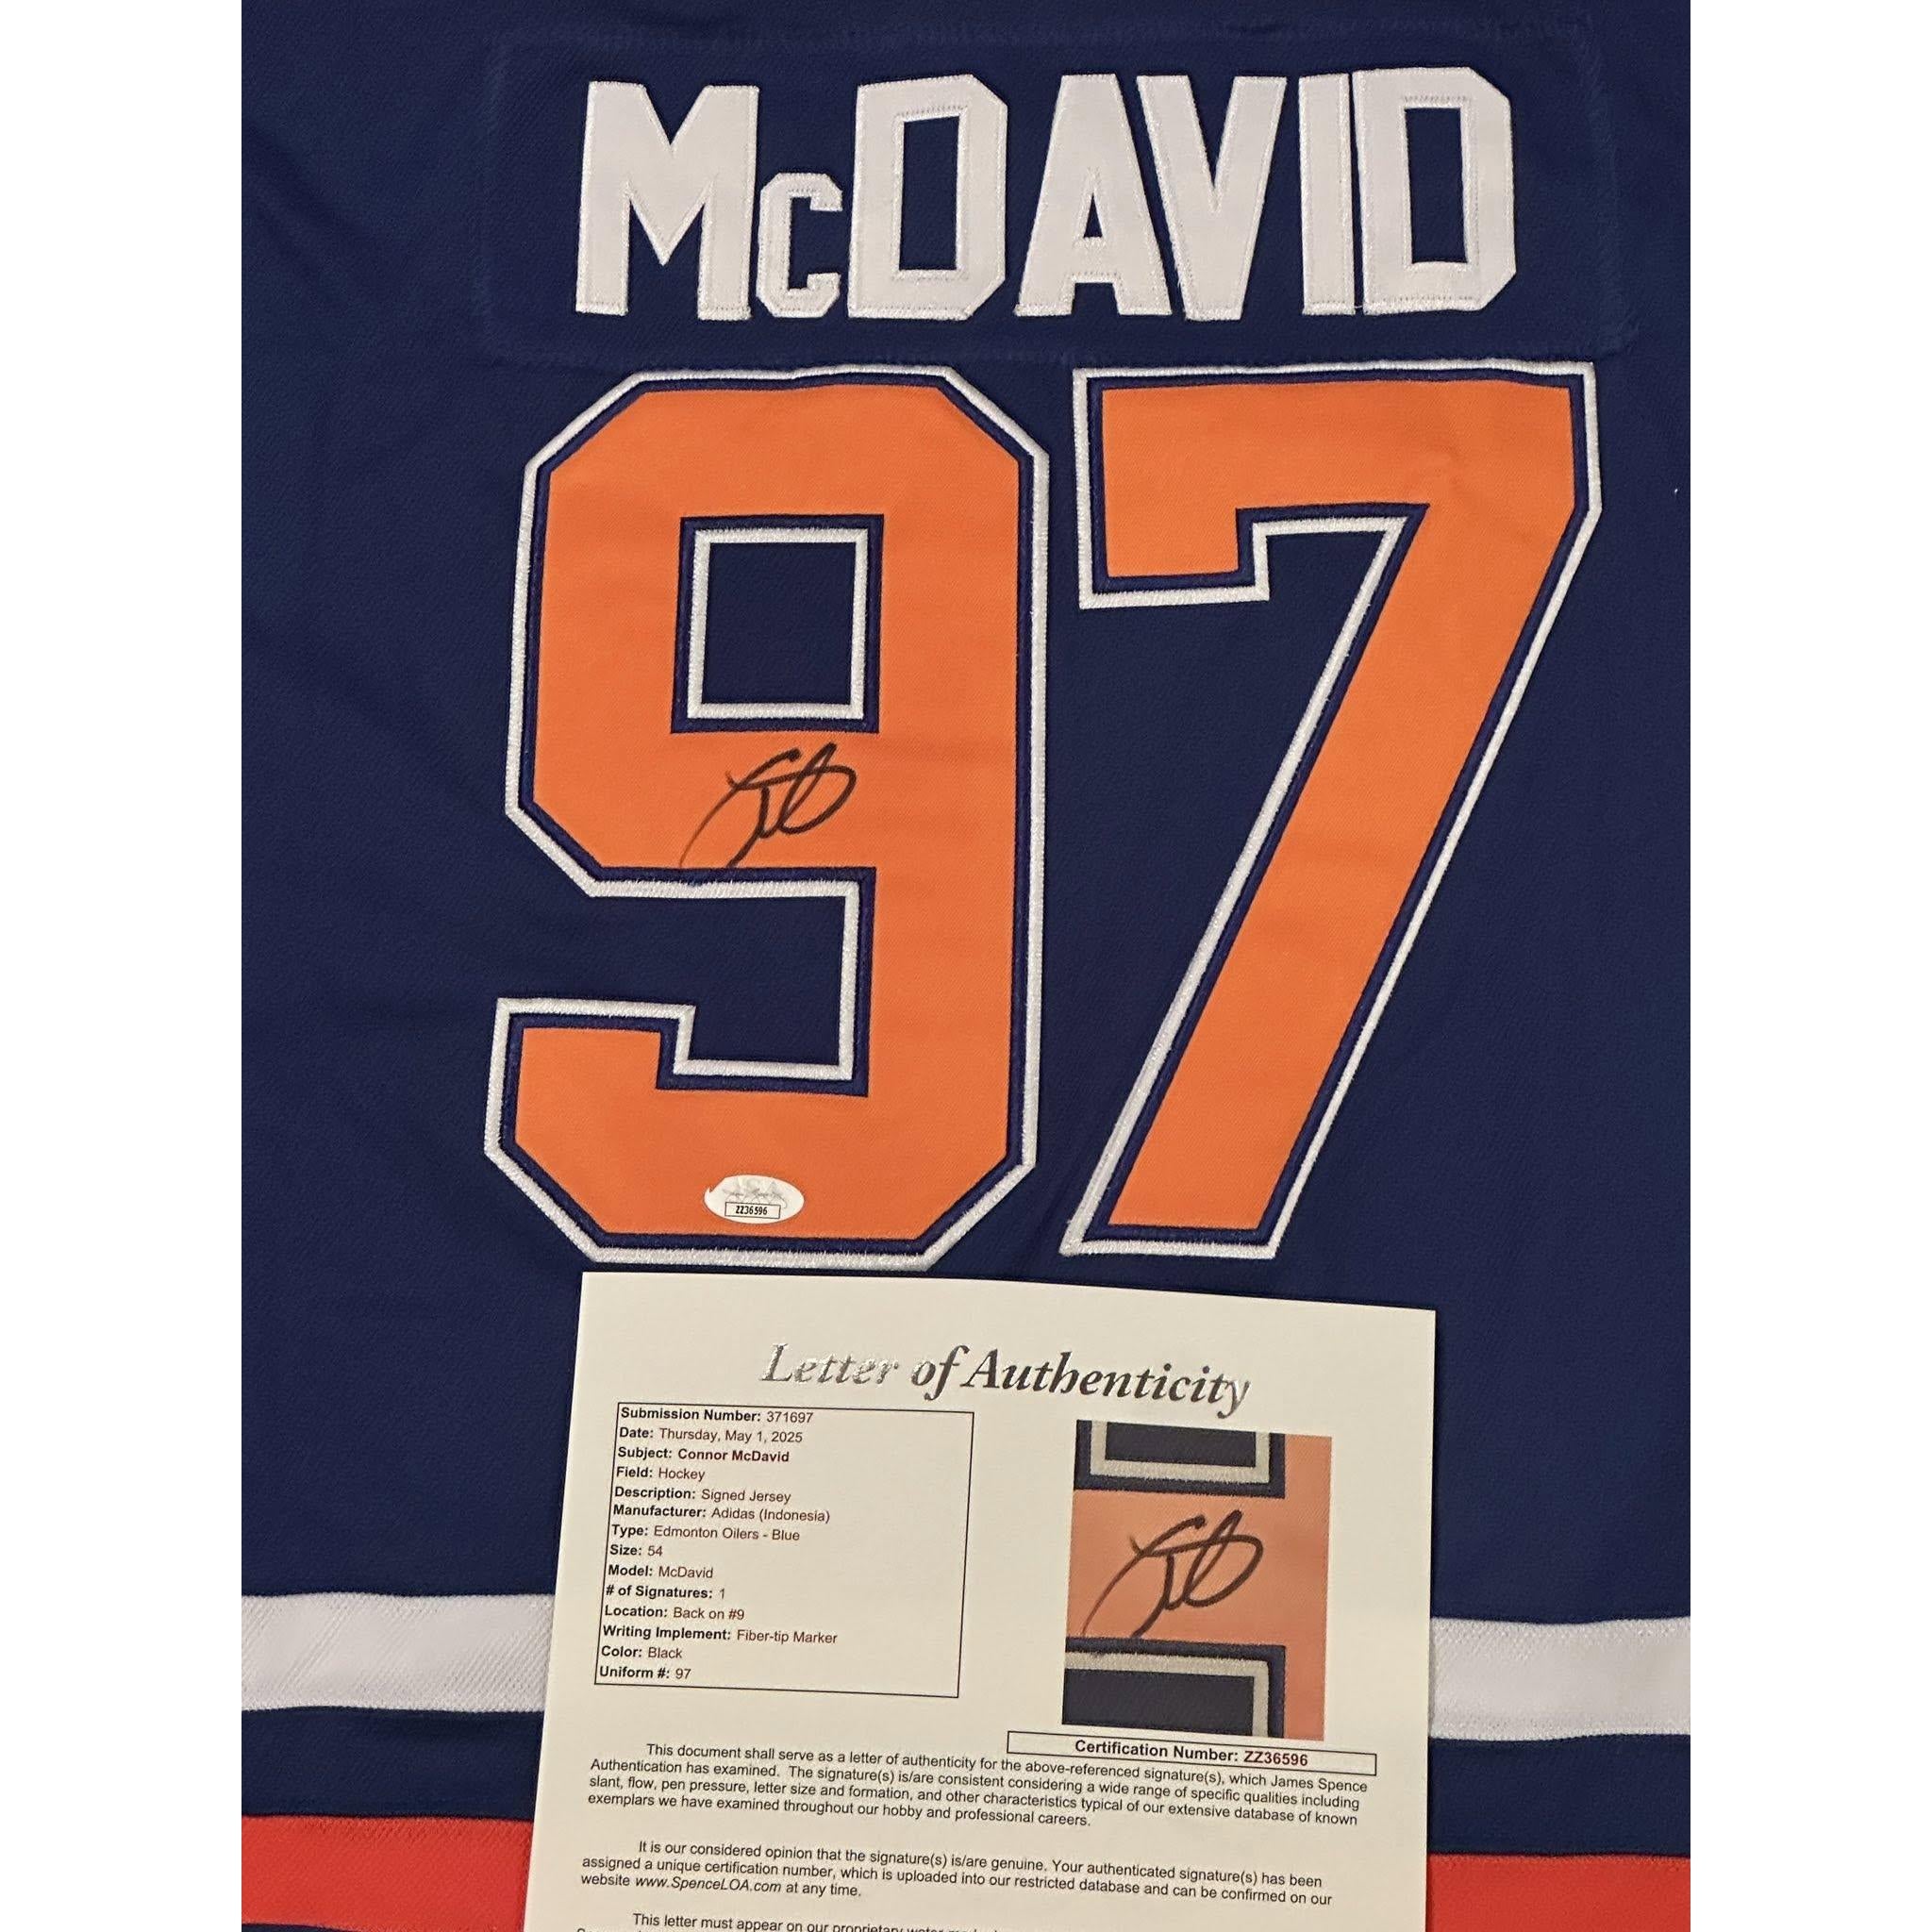 McDAVID
97
JSA
ZZ36596
Letter of Authenticity
Submission Number: 371697
Date: Thursday, May 1, 2025
Subject: Connor McDavid
Field: Hockey
Description: Signed Jersey
Manufacturer: Adidas (Indonesia)
Type: Edmonton Oilers - Blue
Size: 54
Model: McDavid
# of Signatures: 1
Location: Back on #9
Writing Implement: Fiber-tip Marker
Color: Black
Uniform #: 97
Certification Number: ZZ36596
This document shall serve as a letter of authenticity for the above-referenced signature(s), which James Spence
Authentication has examined. The signature(s) is/are consistent considering a wide range of specific qualities including
slant, flow, pen pressure, letter size and formation, and other characteristics typical of our extensive database of known
exemplars we have examined throughout our hobby and professional careers.
It is our considered opinion that the signature(s) is/are genuine. Your authenticated signature(s) has been
assigned a unique certification number, which is uploaded into our restricted database and can be confirmed on our
website www.SpenceLOA.com at any time.
This letter must appear on our proprietary